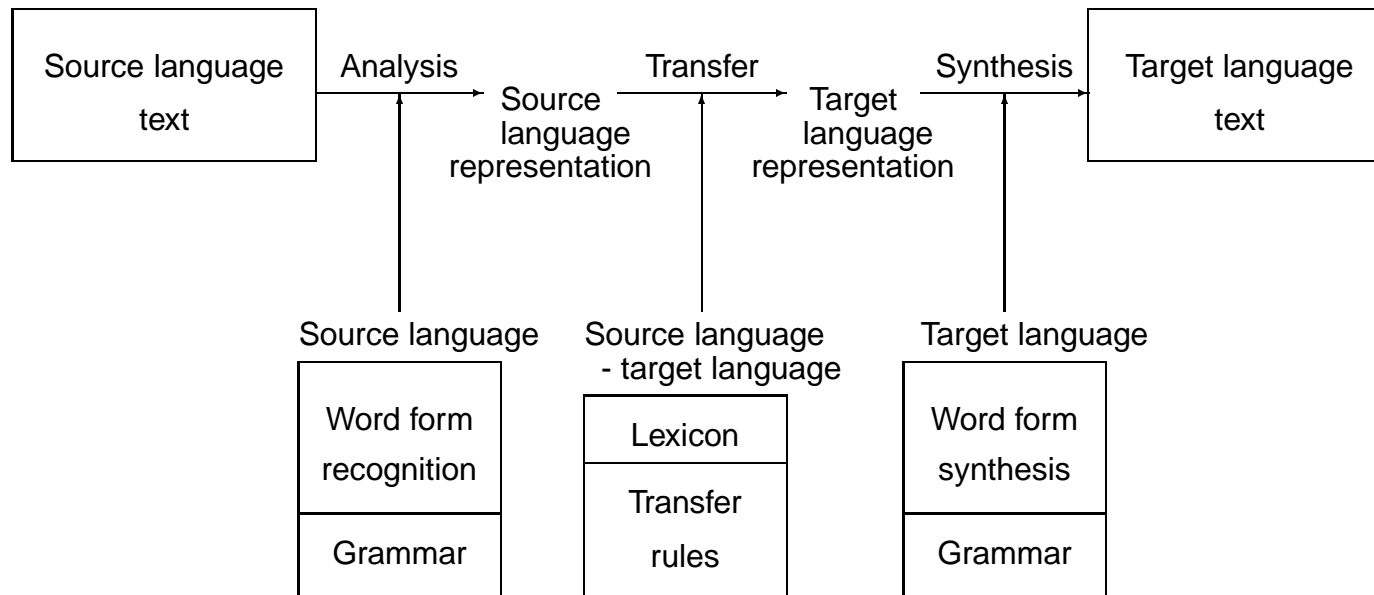 Source language
text
Analysis
Source
language
representation
Transfer
Target
language
representation
Synthesis
Target language
text
Source language
Word form
recognition
Grammar
Source language
- target language
Lexicon
Transfer
rules
Target language
Word form
synthesis
Grammar